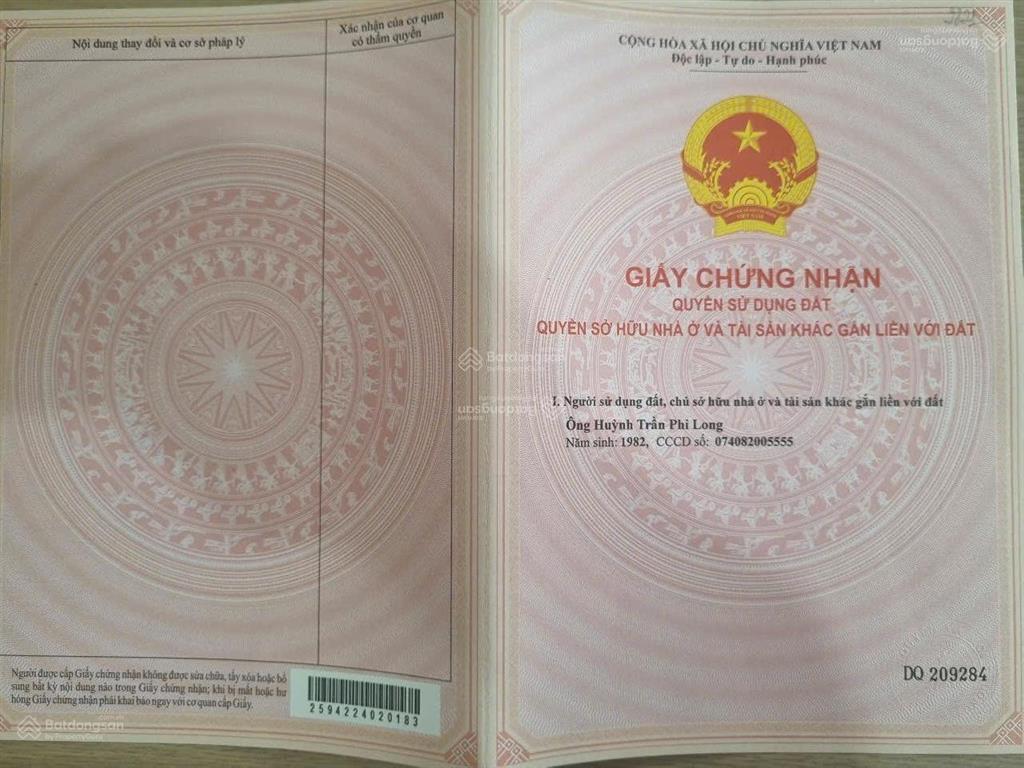 Nội dung thay đổi và cơ sở pháp lý
Xác nhận của cơ quan
có thẩm quyền
Người được cấp Giấy chứng nhận không được sửa chữa, tẩy xóa hoặc bổ
sung bất kỳ nội dung nào trong Giấy chứng nhận; khi bị mất hoặc hư
hỏng Giấy chứng nhận phải khai báo ngay với cơ quan cấp Giấy.
2594224020183
CỘNG HÒA XÃ HỘI CHỦ NGHĨA VIỆT NAM
Độc lập - Tự do - Hạnh phúc
VIỆT NAM
GIẤY CHỨNG NHẬN
QUYỀN SỬ DỤNG ĐẤT
QUYỀN SỞ HỮU NHÀ Ở VÀ TÀI SẢN KHÁC GẮN LIỀN VỚI ĐẤT
I. Người sử dụng đất, chủ sở hữu nhà ở và tài sản khác gắn liền với đất
Ông Huỳnh Trần Phi Long
Năm sinh: 1982, CCCD số: 074082005555
DQ 209284
Batdongsan
Batdongsan